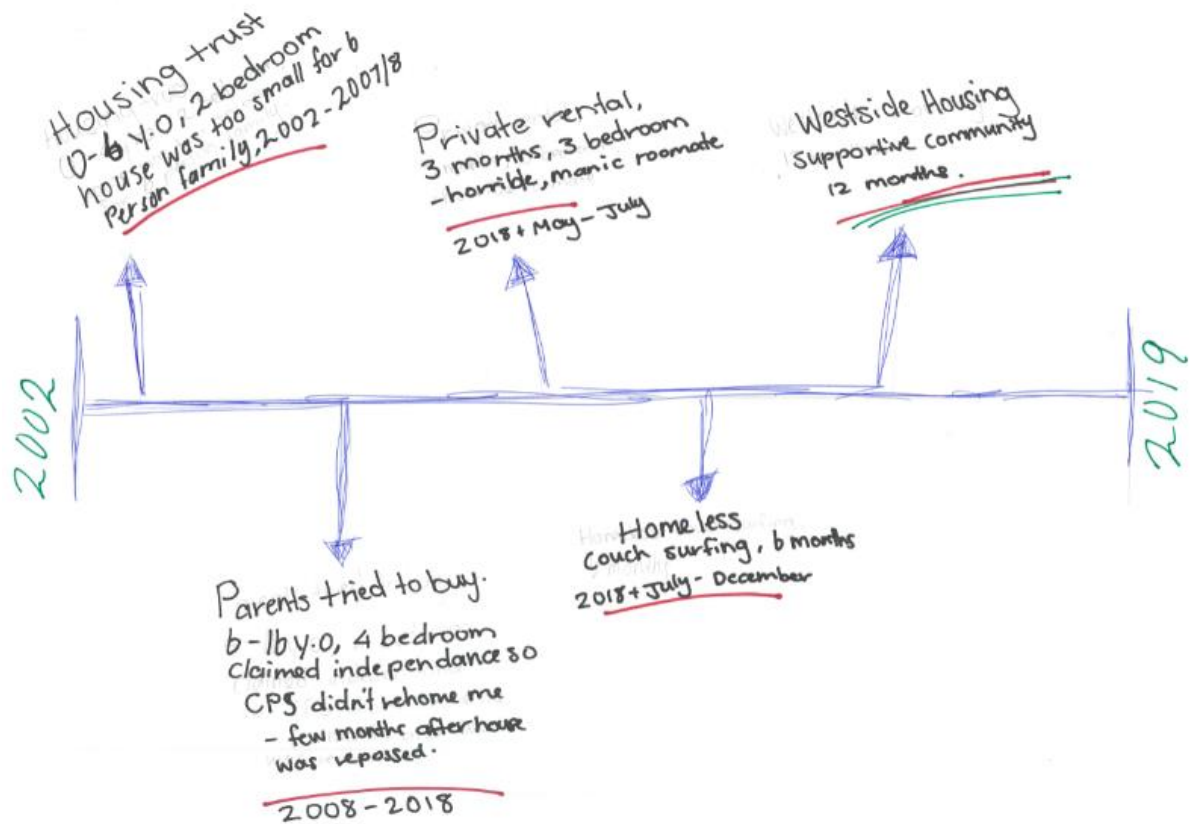 Housing trust
0-6 y.o, 2 bedroom
house was too small for 6
Person family, 2002-2007/8
Private rental,
3 months, 3 bedroom
- horrible, manic roomate
2018 + May - July
Westside Housing
supportive community
12 months.
2002
2019
Parents tried to buy.
6-16 y.o, 4 bedroom
Claimed independance so
CPS didn't rehome me
- few months after house
was repossed.
2008-2018
Homeless
couch surfing, 6 months
2018 + July - December